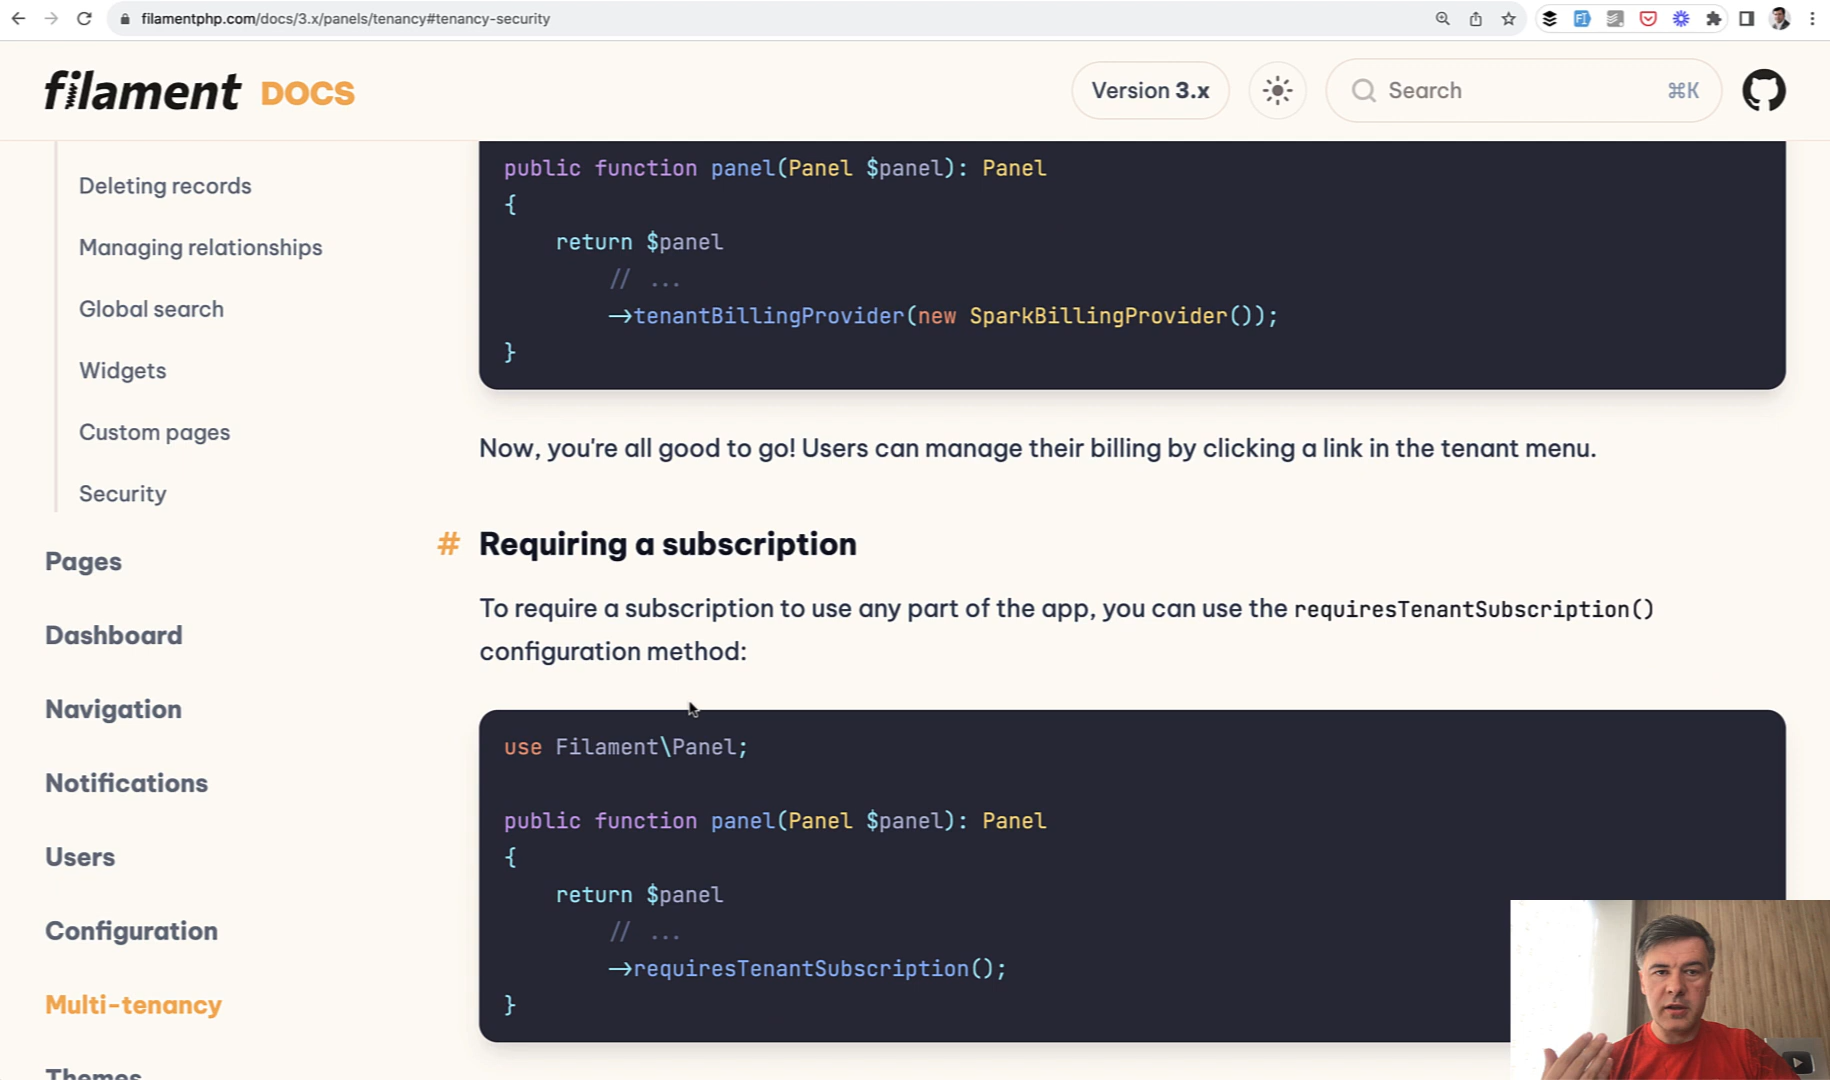 filamentphp.com/docs/3.x/panels/tenancy#tenancy-security
filament DOCS
Version 3.x
Search
⌘K
Deleting records
Managing relationships
Global search
Widgets
Custom pages
Security
Pages
Dashboard
Navigation
Notifications
Users
Configuration
Multi-tenancy
Themes
public function panel(Panel $panel): Panel
{
return $panel
// ...
->tenantBillingProvider(new SparkBillingProvider());
}
Now, you're all good to go! Users can manage their billing by clicking a link in the tenant menu.
# Requiring a subscription
To require a subscription to use any part of the app, you can use the requiresTenantSubscription()
configuration method:
use Filament\Panel;
public function panel(Panel $panel): Panel
{
return $panel
// ...
->requiresTenantSubscription();
}